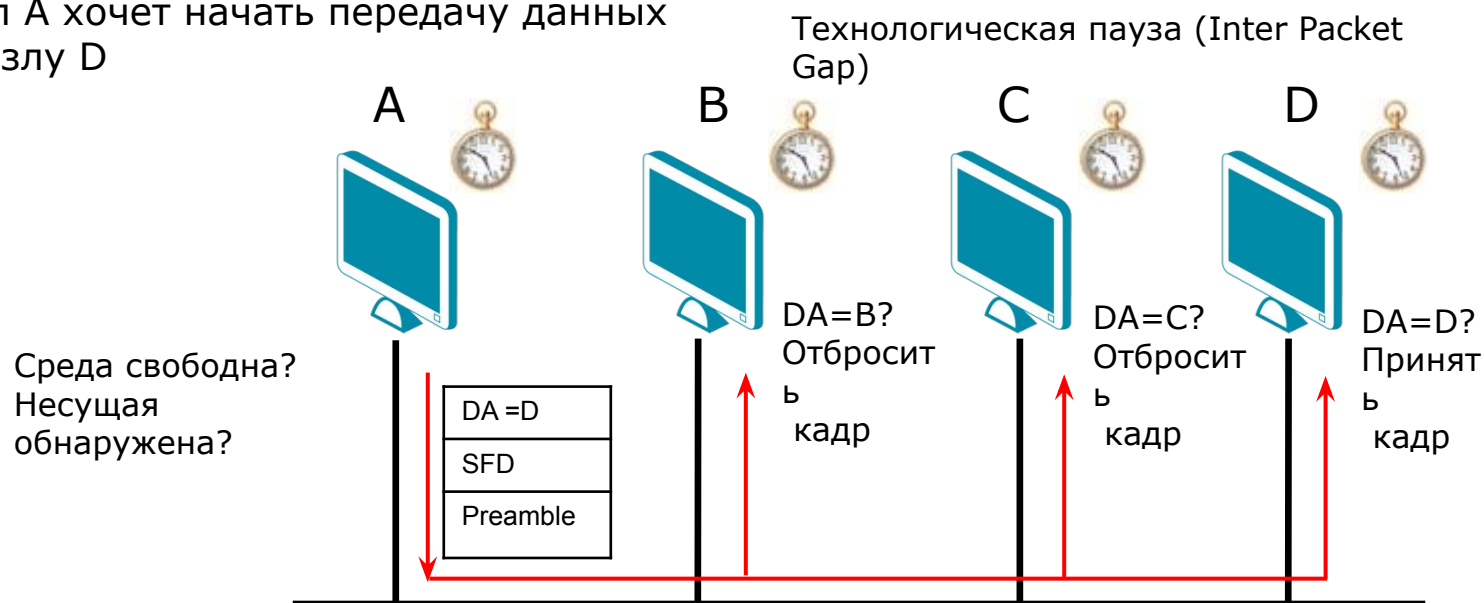 А хочет начать передачу данных
злу D
Технологическая пауза (Inter Packet
Gap)
A
B
C
D
Среда свободна?
Несущая
обнаружена?
DA =D
SFD
Preamble
DA=B?
Отбросит
ь
кадр
DA=C?
Отбросит
ь
кадр
DA=D?
Принят
ь
кадр